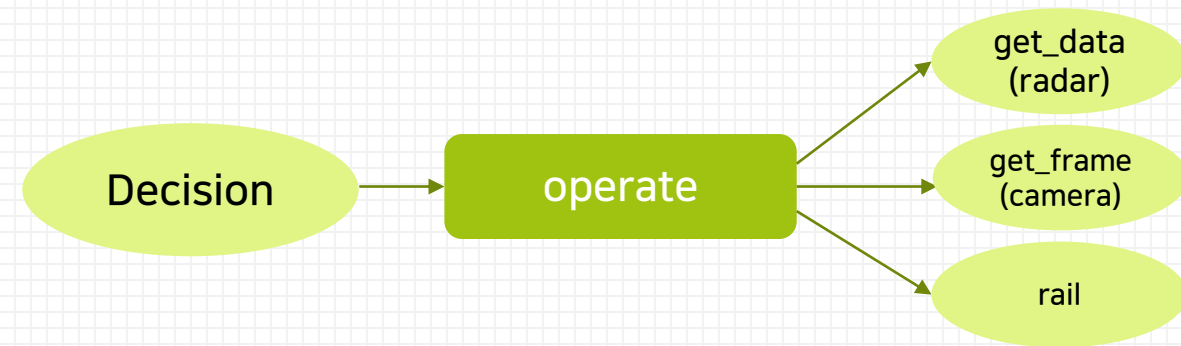 Decision
operate
get_data
(radar)
get_frame
(camera)
rail